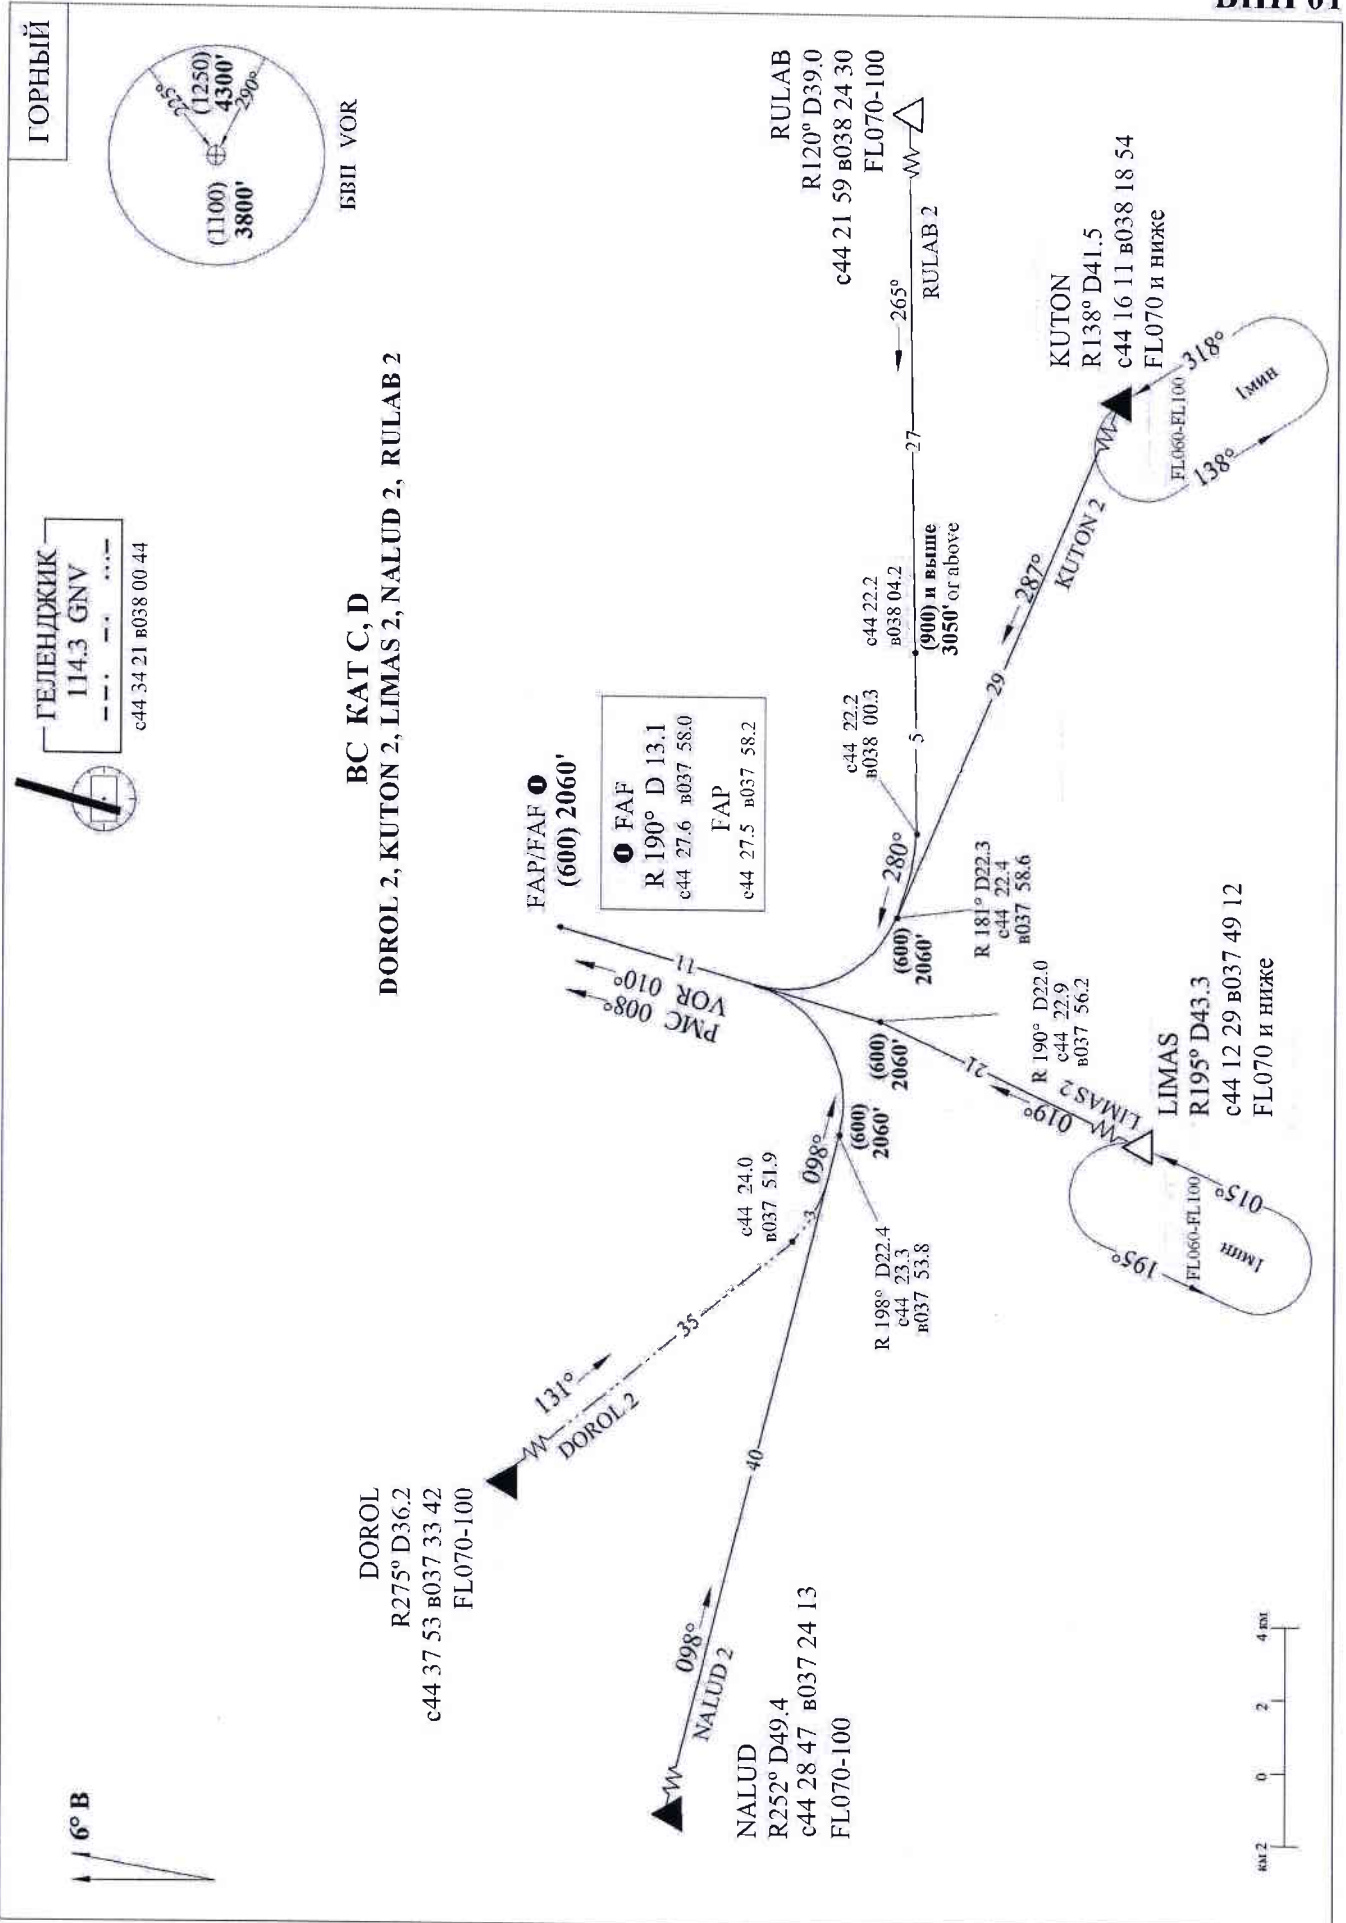 ВПП 01
ГОРНЫЙ
225°
(1250)
4300'
290°
(1100)
3800'
БВП VOR
ГЕЛЕНДЖИК
114.3 GNV
с44 34 21 в038 00 44
6° В
ВС КАТ C, D
DOROL 2, KUTON 2, LIMAS 2, NALUD 2, RULAB 2
FAP/FAF ❶
(600) 2060'
❶ FAF
R 190° D 13.1
с44 27.6 в037 58.0
FAP
с44 27.5 в037 58.2
11
РМС 008°
VOR 010°
DOROL
R275° D36.2
с44 37 53 в037 33 42
FL070-100
131°
DOROL 2
35
с44 24.0
в037 51.9
3
098°
(600)
2060'
R 198° D22.4
с44 23.3
в037 53.8
NALUD
R252° D49.4
с44 28 47 в037 24 13
FL070-100
098°
NALUD 2
40
RULAB
R120° D39.0
с44 21 59 в038 24 30
FL070-100
265°
RULAB 2
27
с44 22.2
в038 04.2
(900) и выше
3050' or above
5
с44 22.2
в038 00.3
280°
(600)
2060'
R 181° D22.3
с44 22.4
в037 58.6
KUTON
R138° D41.5
с44 16 11 в038 18 54
FL070 и ниже
287°
KUTON 2
29
FL060-FL100
318°
138°
1мин
(600)
2060'
R 190° D22.0
с44 22.9
в037 56.2
21
019°
LIMAS 2
LIMAS
R195° D43.3
с44 12 29 в037 49 12
FL070 и ниже
FL060-FL100
015°
195°
1мин
км 2 0 2 4 км